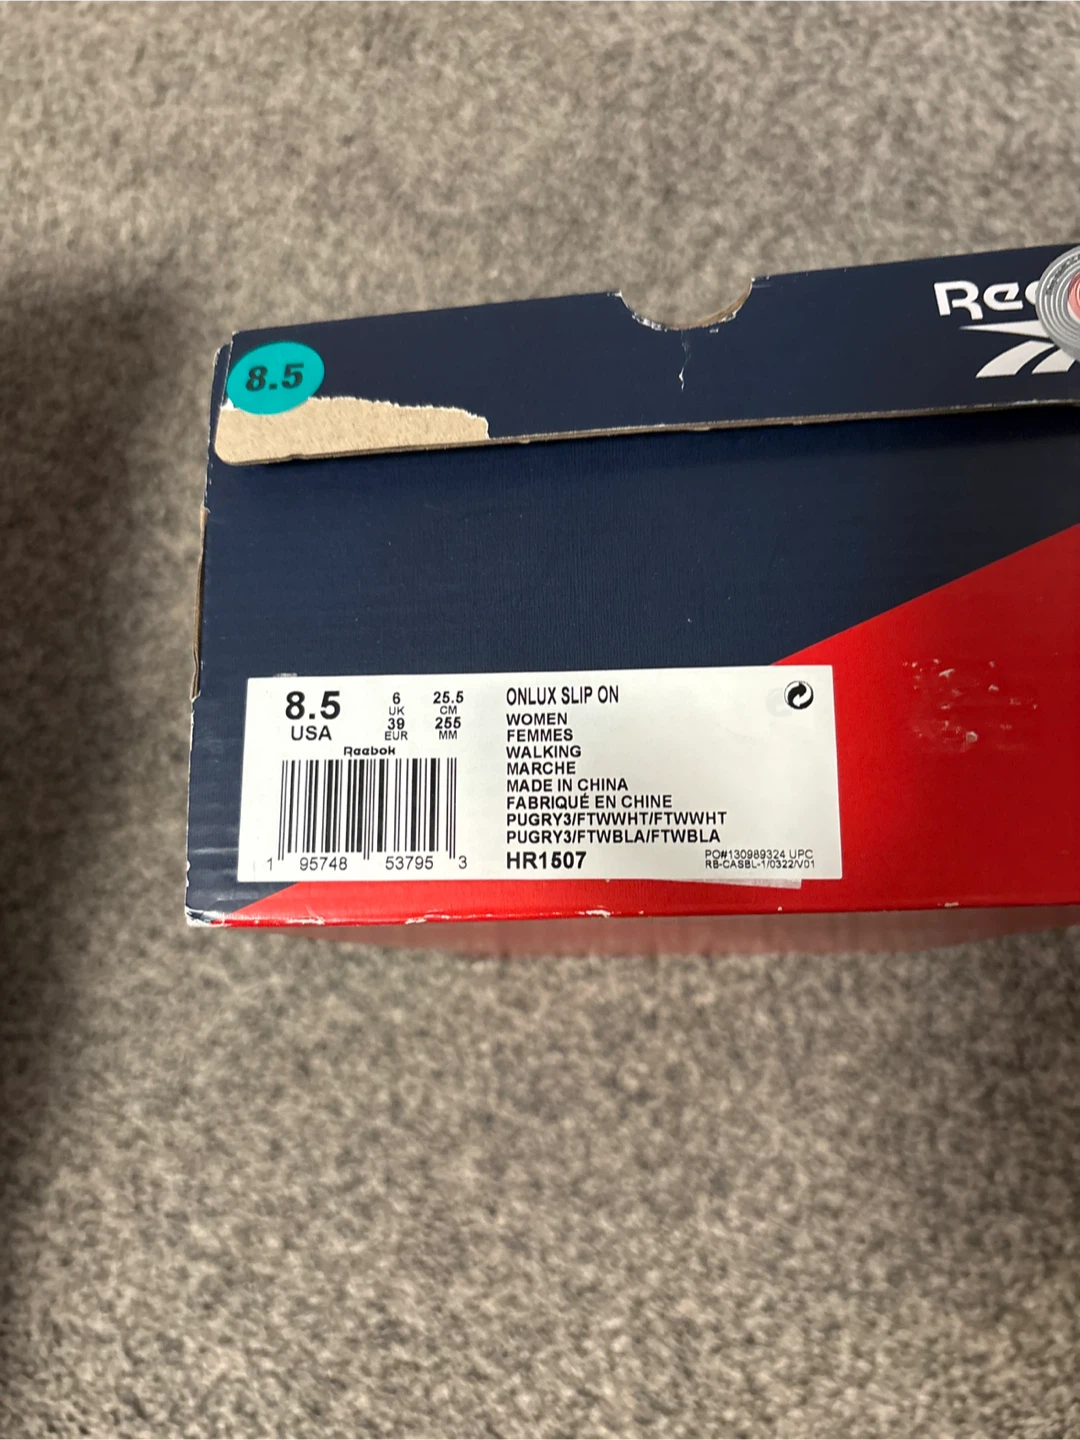 Ree
8.5
8.5
USA
6
UK
39
EUR
25.5
CM
255
MM
Reebok
1 95748 53795 3
ONLUX SLIP ON
WOMEN
FEMMES
WALKING
MARCHE
MADE IN CHINA
FABRIQUÉ EN CHINE
PUGRY3/FTWWHT/FTWWHT
PUGRY3/FTWBLA/FTWBLA
HR1507
PO#130989324 UPC
RB-CASBL-1/0322/V01